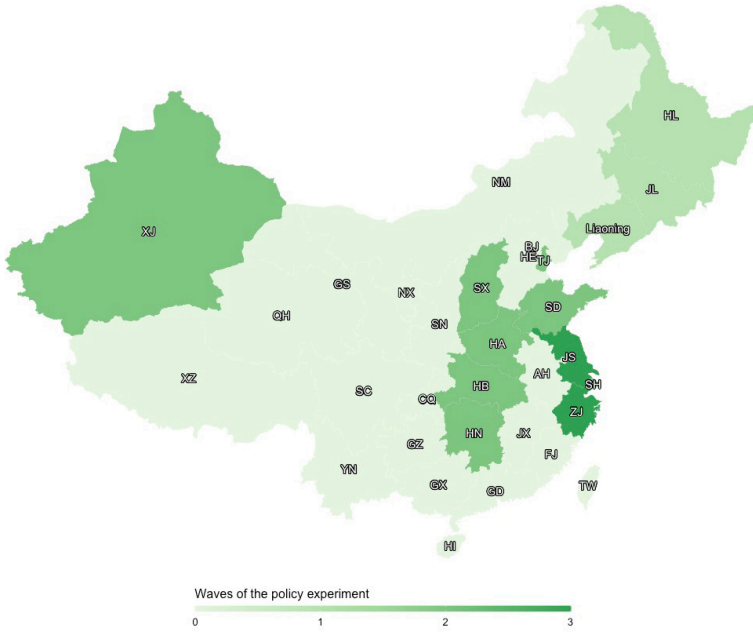 HL
NM
JL
XJ
Liaoning
BJ
HE
TJ
GS
SX
NX
SD
QH
SN
HA
JS
AH
XZ
SH
HB
SC
CQ
ZJ
HN
JX
GZ
FJ
YN
GX
GD
TW
HI
Waves of the policy experiment
0 1 2 3